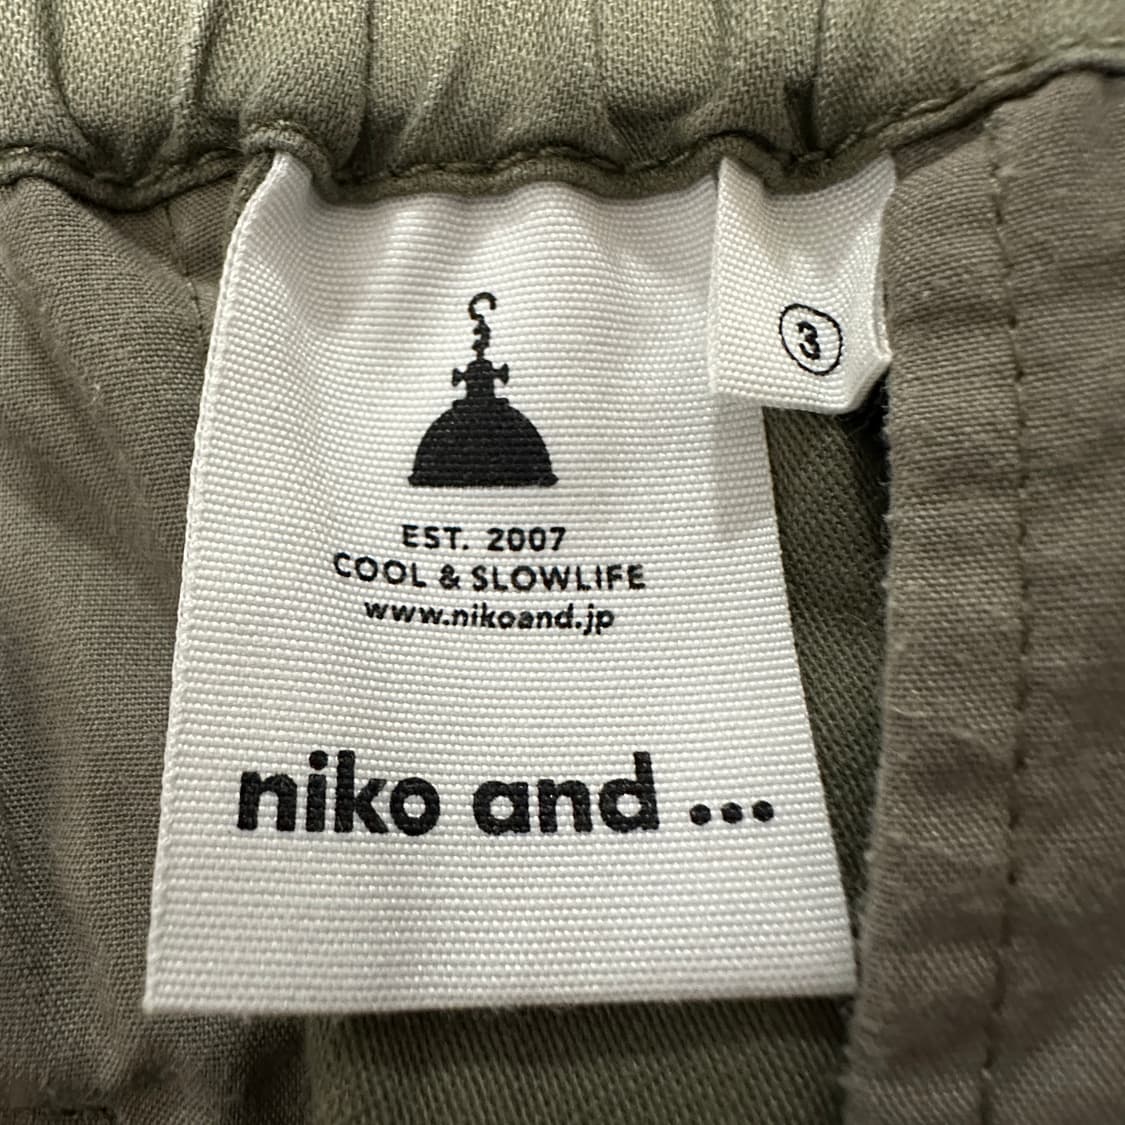 ③
EST. 2007
COOL & SLOWLIFE
www.nikoand.jp
niko and ...